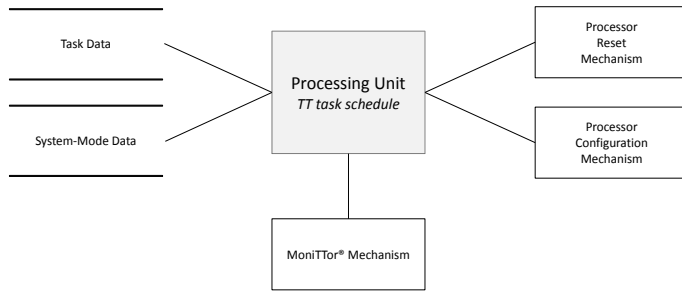 Task Data
System-Mode Data
Processing Unit
TT task schedule
Processor
Reset
Mechanism
Processor
Configuration
Mechanism
MoniTTor® Mechanism